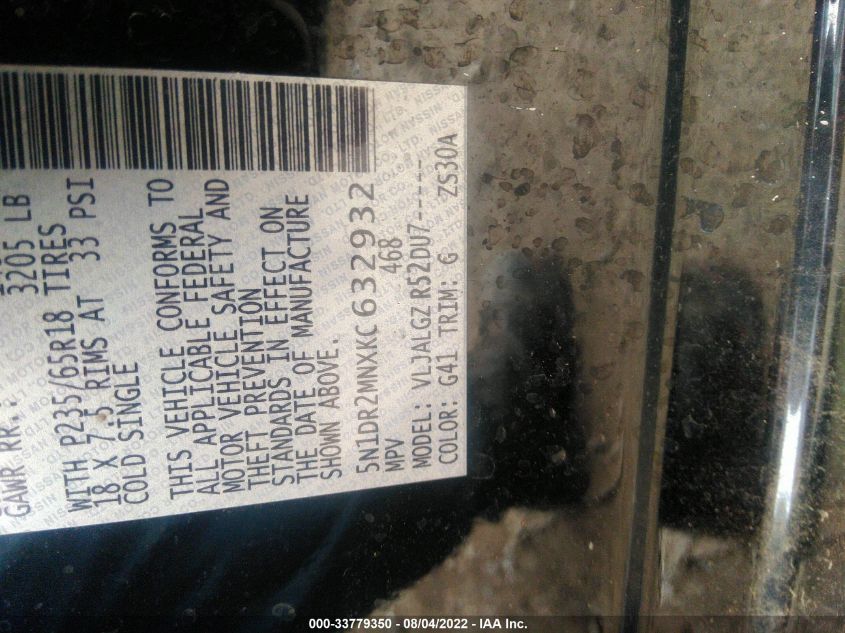 GAWR RR:
3205 LB
WITH P235/65R18 TIRES
18 X 7.5 RIMS AT 33 PSI
COLD SINGLE
THIS VEHICLE CONFORMS TO
ALL APPLICABLE FEDERAL
MOTOR VEHICLE SAFETY AND
THEFT PREVENTION
STANDARDS IN EFFECT ON
THE DATE OF MANUFACTURE
SHOWN ABOVE.
5N1DR2MNXKC632932
MPV 468
MODEL: VLJALGZ R52DU7-----
COLOR: G41 TRIM: G ZS30A
000-33779350 - 08/04/2022 - IAA Inc.